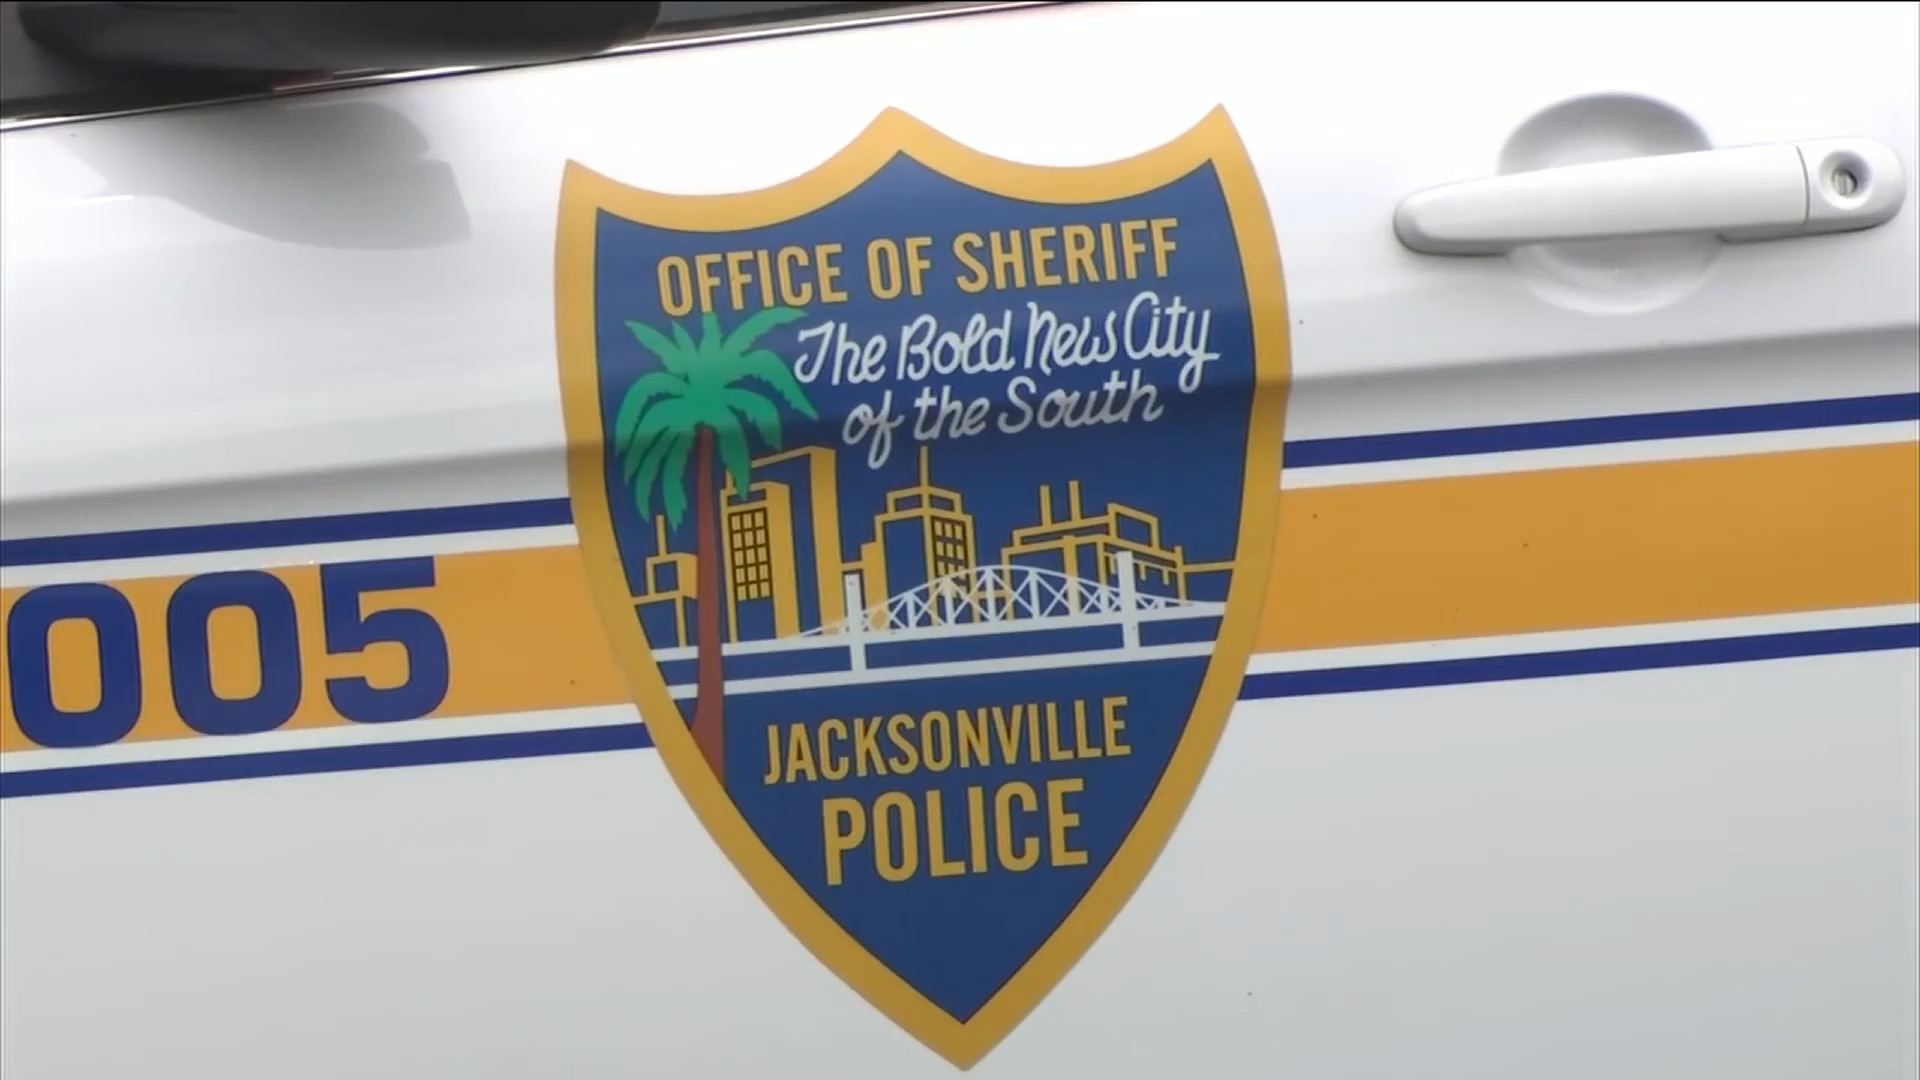 OFFICE OF SHERIFF
The Bold New City
of the South
005
JACKSONVILLE
POLICE